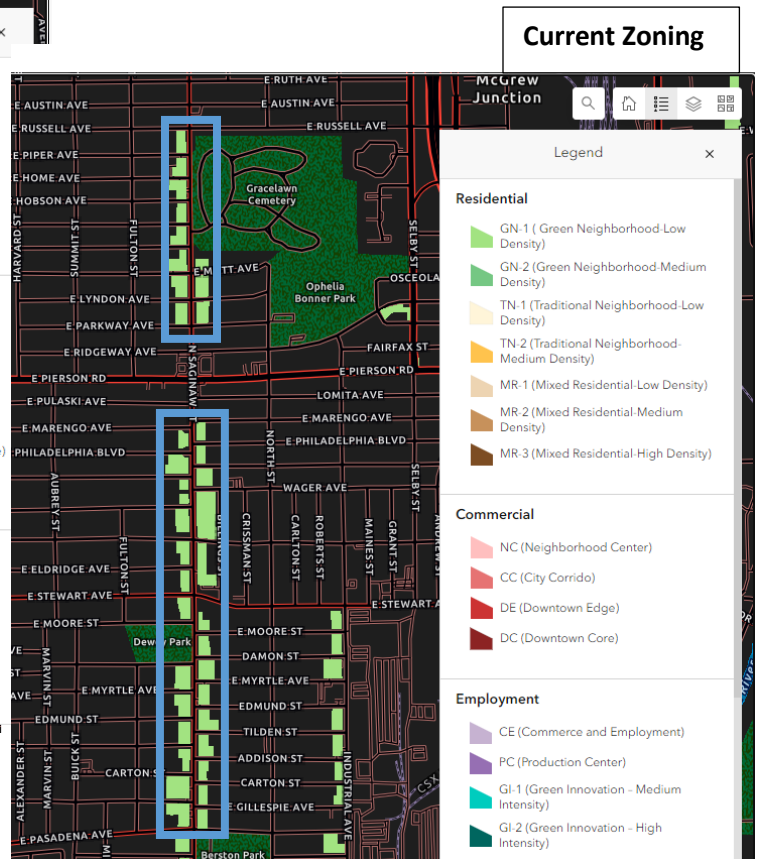 Current Zoning
Legend
Residential
GN-1 ( Green Neighborhood-Low
Density)
GN-2 (Green Neighborhood-Medium
Density)
TN-1 (Traditional Neighborhood-Low
Density)
TN-2 (Traditional Neighborhood-
Medium Density)
MR-1 (Mixed Residential-Low Density)
MR-2 (Mixed Residential-Medium
Density)
MR-3 (Mixed Residential-High Density)
Commercial
NC (Neighborhood Center)
CC (City Corrido)
DE (Downtown Edge)
DC (Downtown Core)
Employment
CE (Commerce and Employment)
PC (Production Center)
GI-1 (Green Innovation - Medium
Intensity)
GI-2 (Green Innovation - High
Intensity)
E RUTH AVE
McGrew
Junction
E AUSTIN AVE
E AUSTIN AVE
E RUSSELL AVE
E RUSSELL AVE
E PIPER AVE
E HOME AVE
HOBSON AVE
Gracelawn
Cemetery
HARVARD ST
SUMMIT ST
FULTON ST
SELBY ST
OSCEOLA
Ophelia
Bonner Park
E LYNDON AVE
E PARKWAY AVE
E RIDGEWAY AVE
FAIRFAX ST
E PIERSON RD
E PIERSON RD
E PULASKI AVE
LOMITA AVE
E MARENGO AVE
E MARENGO AVE
PHILADELPHIA BLVD
E PHILADELPHIA BLVD
NORTH ST
WAGER AVE
SELBY ST
AUBREY ST
FULTON ST
CRISSMAN ST
CARLTON ST
ROBERTS ST
MAINES ST
GRANT ST
E ELDRIDGE AVE
E STEWART AVE
E STEWART A
E MOORE ST
E MOORE ST
Dewey Park
DAMON ST
MARVIN ST
E MYRTLE AVE
E MYRTLE AVE
EDMUND ST
EDMUND ST
TILDEN ST
ADDISON ST
ALEXANDER ST
MARVIN ST
BUICK ST
CARTON ST
CARTON ST
INDUSTRIAL AVE
CSX
E GILLESPIE AVE
E PASADENA AVE
Berston Park